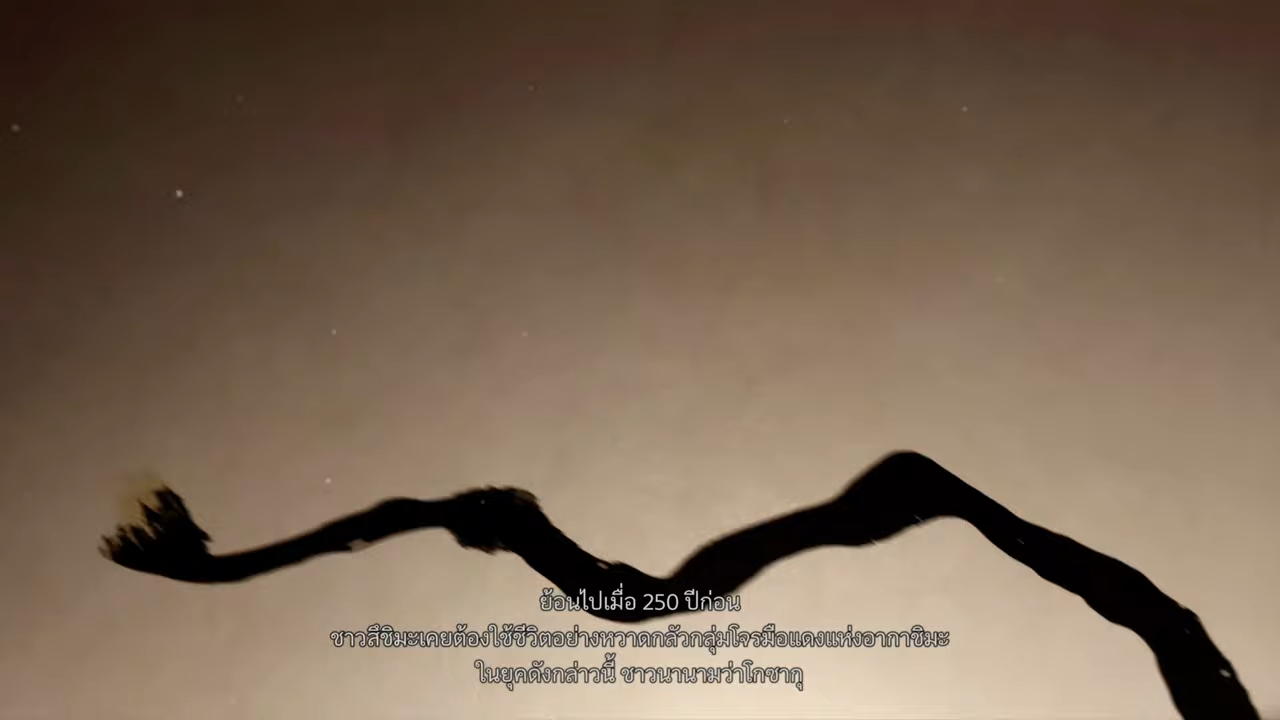 ย้อนไปเมื่อ 250 ปีก่อน
ชาวสึชิมะเคยต้องใช้ชีวิตอย่างหวาดกลัวกลุ่มโจรมือแดงแห่งอากาชิมะ
ในยุคดังกล่าวนี้ ชาวนานามว่าโกซากุ